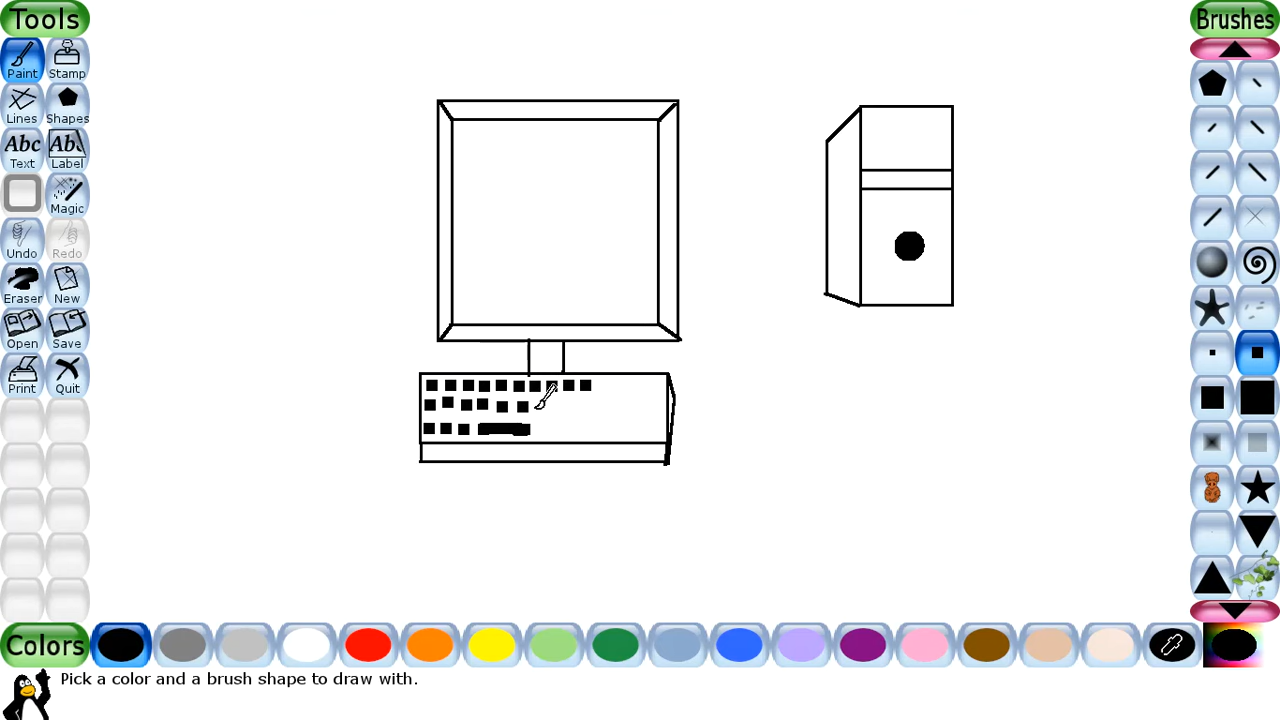 Tools
Brushes
Paint
Stamp
Lines
Shapes
Abc
Text
Abc
Label
Magic
Undo
Redo
Eraser
New
Open
Save
Print
Quit
Colors
Pick a color and a brush shape to draw with.